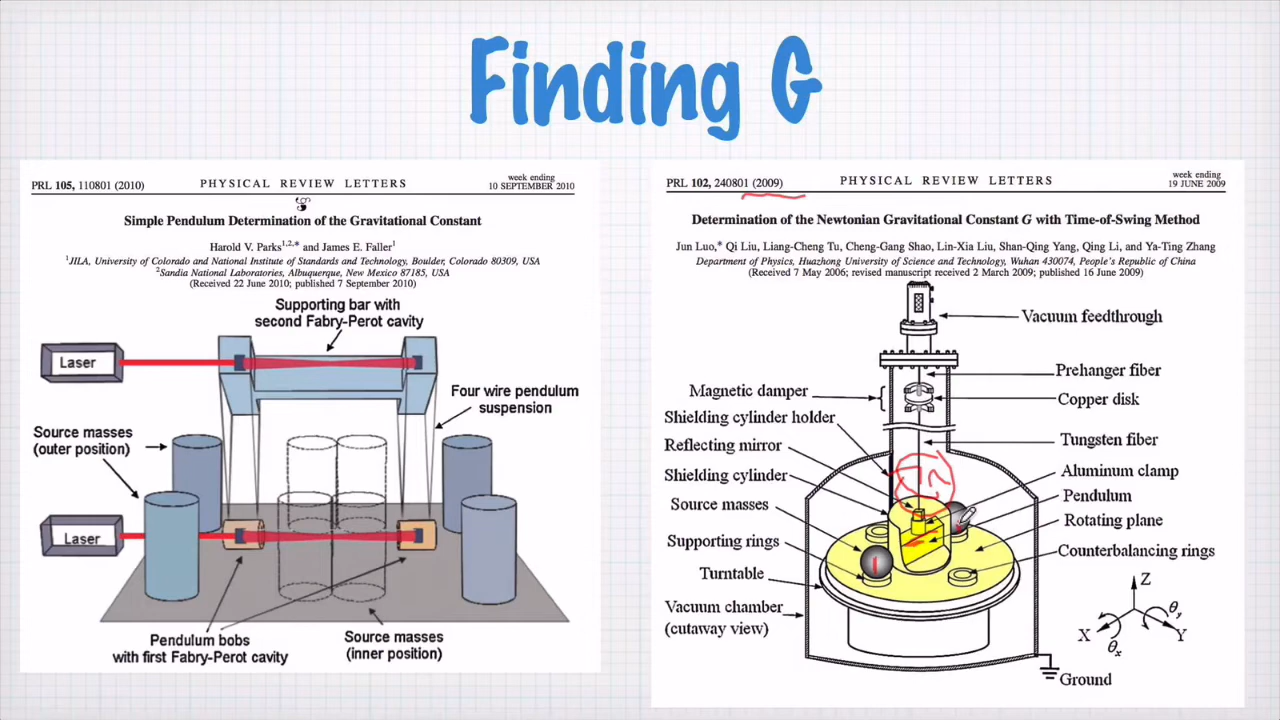 Finding G
PRL 105, 110801 (2010)
PHYSICAL REVIEW LETTERS
week ending
10 SEPTEMBER 2010
Simple Pendulum Determination of the Gravitational Constant
Harold V. Parks1,2,* and James E. Faller1
1JILA, University of Colorado and National Institute of Standards and Technology, Boulder, Colorado 80309, USA
2Sandia National Laboratories, Albuquerque, New Mexico 87185, USA
(Received 22 June 2010; published 7 September 2010)
Supporting bar with
second Fabry-Perot cavity
Laser
Four wire pendulum
suspension
Source masses
(outer position)
Laser
Pendulum bobs
with first Fabry-Perot cavity
Source masses
(inner position)
PRL 102, 240801 (2009)
PHYSICAL REVIEW LETTERS
week ending
19 JUNE 2009
Determination of the Newtonian Gravitational Constant G with Time-of-Swing Method
Jun Luo,* Qi Liu, Liang-Cheng Tu, Cheng-Gang Shao, Lin-Xia Liu, Shan-Qing Yang, Qing Li, and Ya-Ting Zhang
Department of Physics, Huazhong University of Science and Technology, Wuhan 430074, People's Republic of China
(Received 7 May 2006; revised manuscript received 2 March 2009; published 16 June 2009)
Vacuum feedthrough
Prehanger fiber
Magnetic damper
Copper disk
Shielding cylinder holder
Tungsten fiber
Reflecting mirror
Aluminum clamp
Shielding cylinder
Pendulum
Source masses
Rotating plane
Supporting rings
Counterbalancing rings
Turntable
Vacuum chamber
(cutaway view)
Z
θy
X
θx
Y
Ground